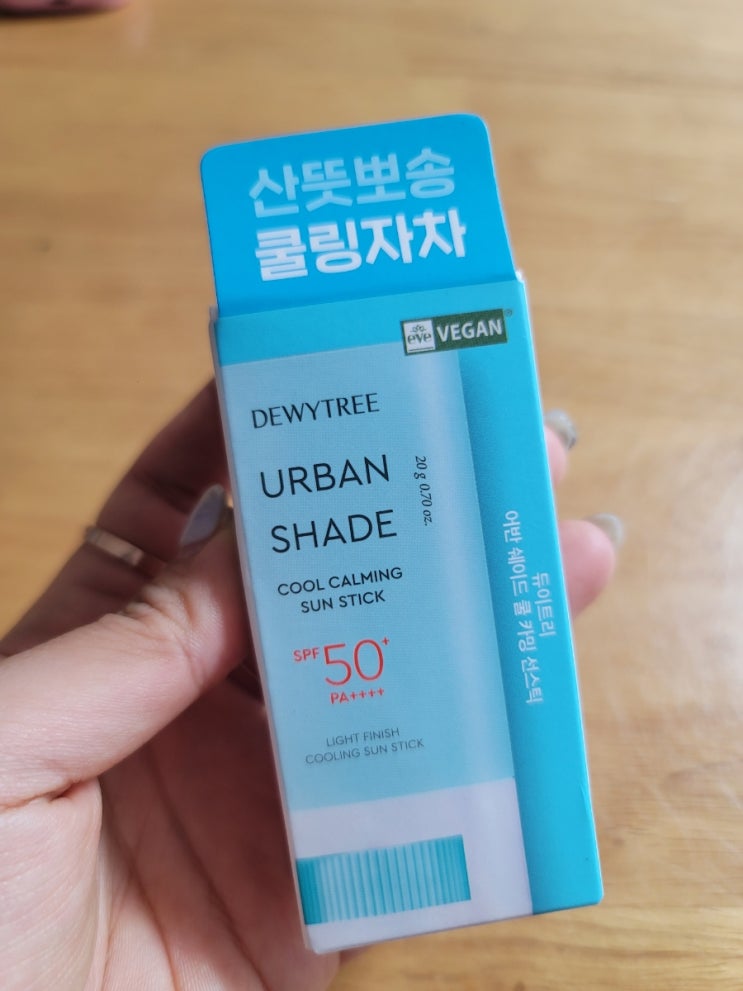 산뜻뽀송
쿨링자차
eve VEGAN®
DEWYTREE
URBAN
SHADE
20 g 0.70 oz.
COOL CALMING
SUN STICK
SPF 50+
PA++++
LIGHT FINISH
COOLING SUN STICK
듀이트리
어반 쉐이드 쿨 카밍 선스틱